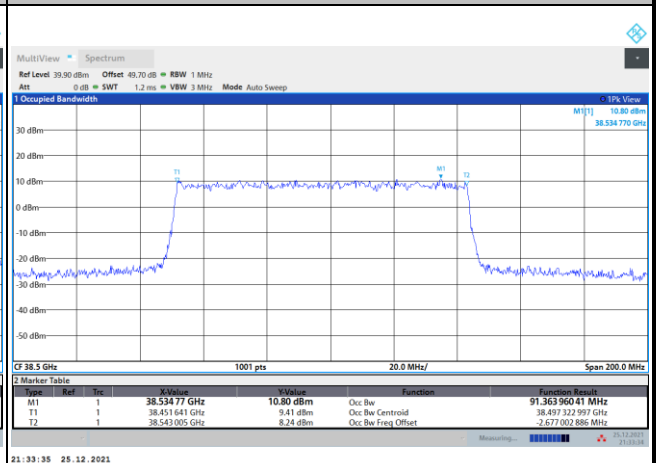 MultiView Spectrum
Ref Level 39.90 dBm Offset 49.70 dB RBW 1 MHz
Att 0 dB SWT 1.2 ms VBW 3 MHz Mode Auto Sweep
1 Occupied Bandwidth 1Pk View
M1[1] 10.80 dBm
38.534 770 GHz
30 dBm
20 dBm
T1 M1 T2
10 dBm
0 dBm
-10 dBm
-20 dBm
-30 dBm
-40 dBm
-50 dBm
CF 38.5 GHz 1001 pts 20.0 MHz/ Span 200.0 MHz
2 Marker Table
Type Ref Trc X-Value Y-Value Function Function Result
M1 1 38.534 77 GHz 10.80 dBm Occ Bw 91.363 960 41 MHz
T1 1 38.451 641 GHz 9.41 dBm Occ Bw Centroid 38.497 322 997 GHz
T2 1 38.543 005 GHz 8.24 dBm Occ Bw Freq Offset -2.677 002 886 MHz
Measuring... 25.12.2021
21:33:34
21:33:35 25.12.2021